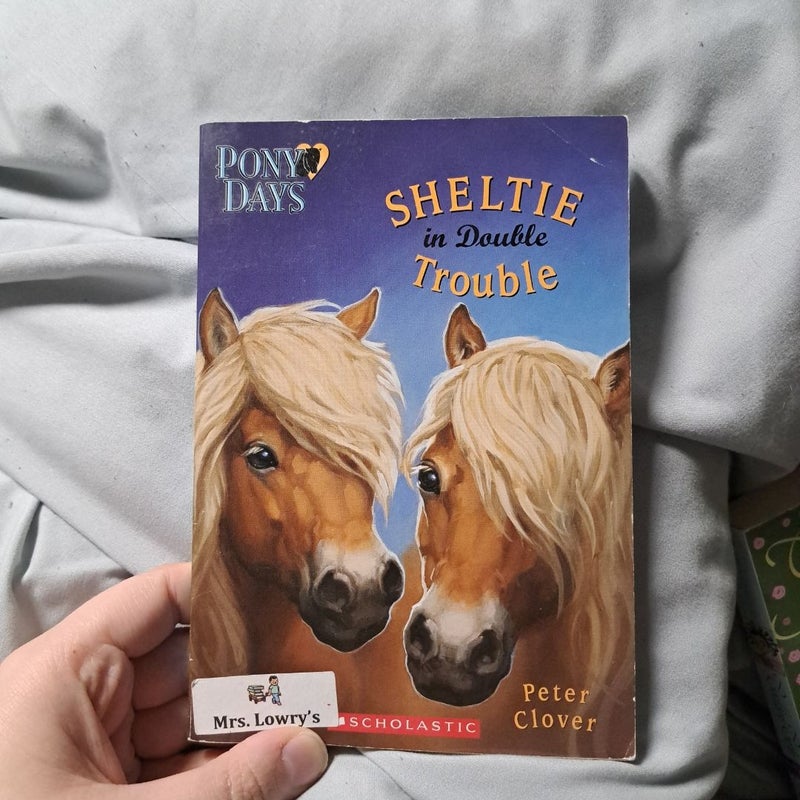 PONY
DAYS
SHELTIE
in Double
Trouble
Mrs. Lowry's
SCHOLASTIC
Peter
Clover